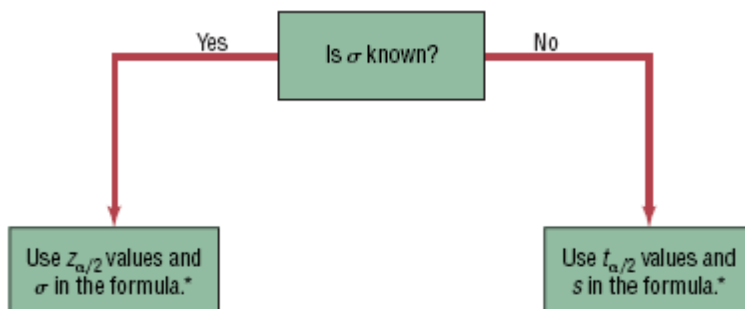 Is σ known?
Yes
No
Use z_α/2 values and
σ in the formula.*
Use t_α/2 values and
s in the formula.*